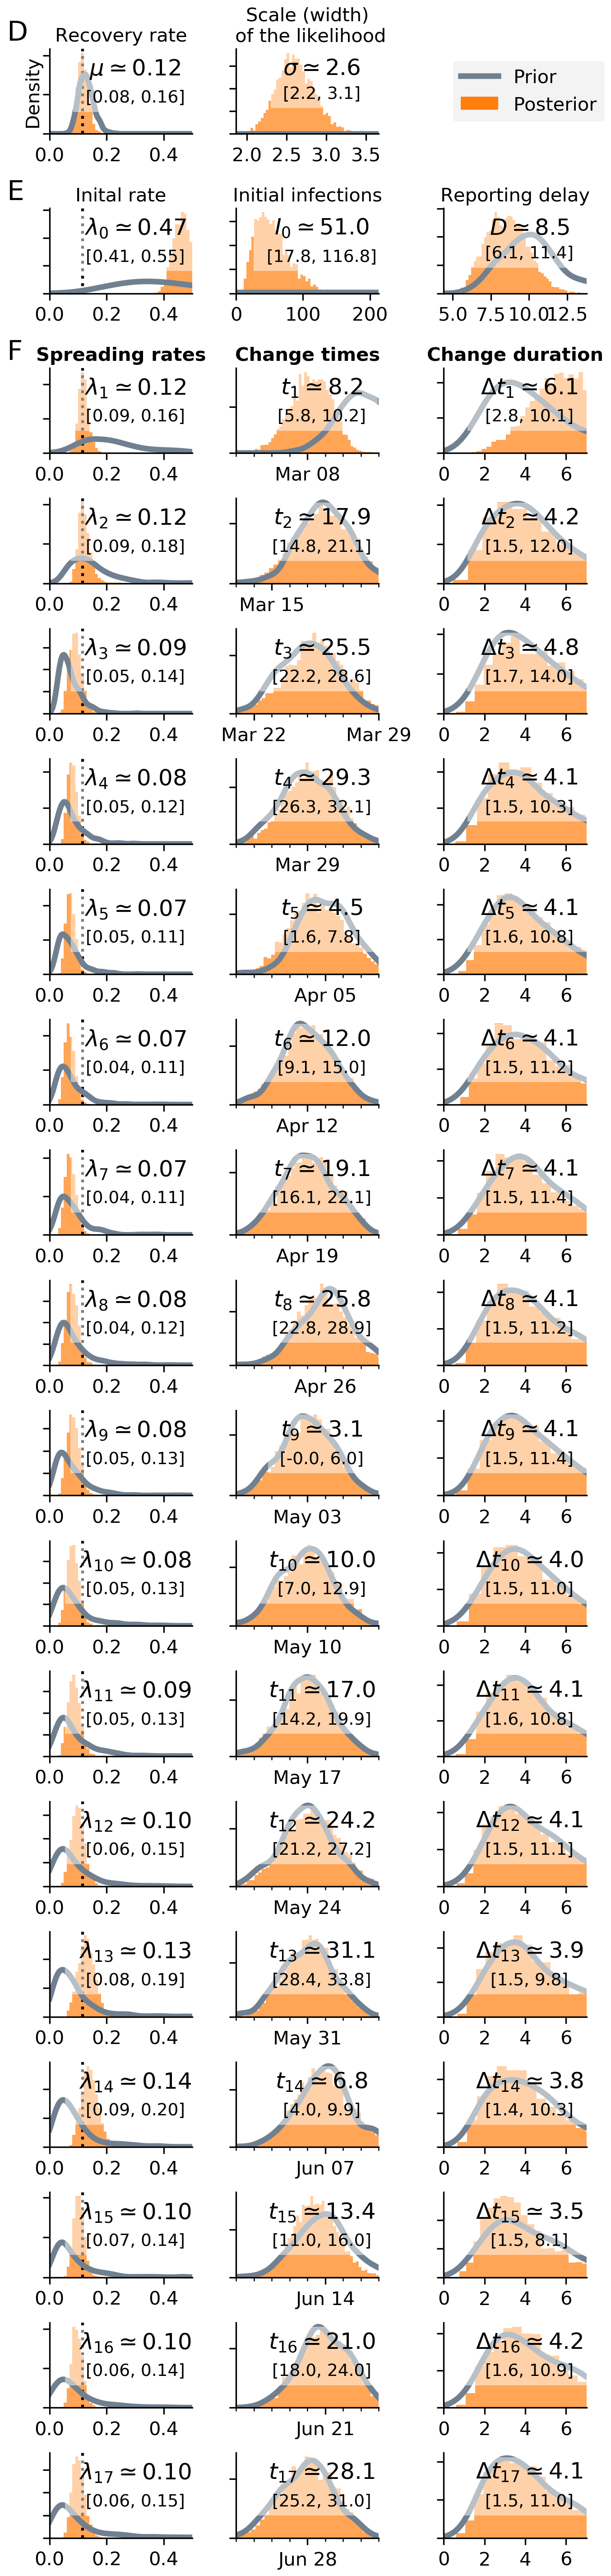 D
Recovery rate
Scale (width)
of the likelihood
Density
μ ≃ 0.12
[0.08, 0.16]
σ ≃ 2.6
[2.2, 3.1]
Prior
Posterior
0.0 0.2 0.4
2.0 2.5 3.0 3.5
E
Inital rate
Initial infections
Reporting delay
λ0 ≃ 0.47
[0.41, 0.55]
I0 ≃ 51.0
[17.8, 116.8]
D ≃ 8.5
[6.1, 11.4]
0.0 0.2 0.4
0 100 200
5.0 7.5 10.0 12.5
F
Spreading rates
Change times
Change duration
λ1 ≃ 0.12
[0.09, 0.16]
t1 ≃ 8.2
[5.8, 10.2]
Δt1 ≃ 6.1
[2.8, 10.1]
0.0 0.2 0.4
Mar 08
0 2 4 6
λ2 ≃ 0.12
[0.09, 0.18]
t2 ≃ 17.9
[14.8, 21.1]
Δt2 ≃ 4.2
[1.5, 12.0]
0.0 0.2 0.4
Mar 15
0 2 4 6
λ3 ≃ 0.09
[0.05, 0.14]
t3 ≃ 25.5
[22.2, 28.6]
Δt3 ≃ 4.8
[1.7, 14.0]
0.0 0.2 0.4
Mar 22 Mar 29
0 2 4 6
λ4 ≃ 0.08
[0.05, 0.12]
t4 ≃ 29.3
[26.3, 32.1]
Δt4 ≃ 4.1
[1.5, 10.3]
0.0 0.2 0.4
Mar 29
0 2 4 6
λ5 ≃ 0.07
[0.05, 0.11]
t5 ≃ 4.5
[1.6, 7.8]
Δt5 ≃ 4.1
[1.6, 10.8]
0.0 0.2 0.4
Apr 05
0 2 4 6
λ6 ≃ 0.07
[0.04, 0.11]
t6 ≃ 12.0
[9.1, 15.0]
Δt6 ≃ 4.1
[1.5, 11.2]
0.0 0.2 0.4
Apr 12
0 2 4 6
λ7 ≃ 0.07
[0.04, 0.11]
t7 ≃ 19.1
[16.1, 22.1]
Δt7 ≃ 4.1
[1.5, 11.4]
0.0 0.2 0.4
Apr 19
0 2 4 6
λ8 ≃ 0.08
[0.04, 0.12]
t8 ≃ 25.8
[22.8, 28.9]
Δt8 ≃ 4.1
[1.5, 11.2]
0.0 0.2 0.4
Apr 26
0 2 4 6
λ9 ≃ 0.08
[0.05, 0.13]
t9 ≃ 3.1
[-0.0, 6.0]
Δt9 ≃ 4.1
[1.5, 11.4]
0.0 0.2 0.4
May 03
0 2 4 6
λ10 ≃ 0.08
[0.05, 0.13]
t10 ≃ 10.0
[7.0, 12.9]
Δt10 ≃ 4.0
[1.5, 11.0]
0.0 0.2 0.4
May 10
0 2 4 6
λ11 ≃ 0.09
[0.05, 0.13]
t11 ≃ 17.0
[14.2, 19.9]
Δt11 ≃ 4.1
[1.6, 10.8]
0.0 0.2 0.4
May 17
0 2 4 6
λ12 ≃ 0.10
[0.06, 0.15]
t12 ≃ 24.2
[21.2, 27.2]
Δt12 ≃ 4.1
[1.5, 11.1]
0.0 0.2 0.4
May 24
0 2 4 6
λ13 ≃ 0.13
[0.08, 0.19]
t13 ≃ 31.1
[28.4, 33.8]
Δt13 ≃ 3.9
[1.5, 9.8]
0.0 0.2 0.4
May 31
0 2 4 6
λ14 ≃ 0.14
[0.09, 0.20]
t14 ≃ 6.8
[4.0, 9.9]
Δt14 ≃ 3.8
[1.4, 10.3]
0.0 0.2 0.4
Jun 07
0 2 4 6
λ15 ≃ 0.10
[0.07, 0.14]
t15 ≃ 13.4
[11.0, 16.0]
Δt15 ≃ 3.5
[1.5, 8.1]
0.0 0.2 0.4
Jun 14
0 2 4 6
λ16 ≃ 0.10
[0.06, 0.14]
t16 ≃ 21.0
[18.0, 24.0]
Δt16 ≃ 4.2
[1.6, 10.9]
0.0 0.2 0.4
Jun 21
0 2 4 6
λ17 ≃ 0.10
[0.06, 0.15]
t17 ≃ 28.1
[25.2, 31.0]
Δt17 ≃ 4.1
[1.5, 11.0]
0.0 0.2 0.4
Jun 28
0 2 4 6